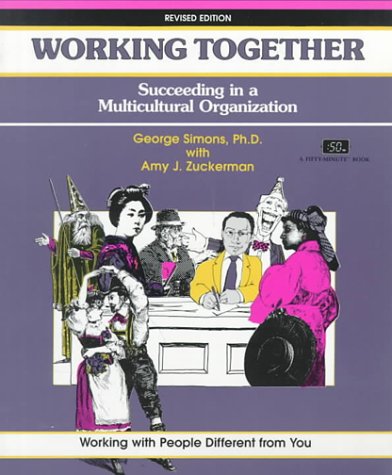 REVISED EDITION
WORKING TOGETHER
Succeeding in a
Multicultural Organization
George Simons, Ph.D.
with
Amy J. Zuckerman
:50
A FIFTY-MINUTE™ BOOK
Working with People Different from You